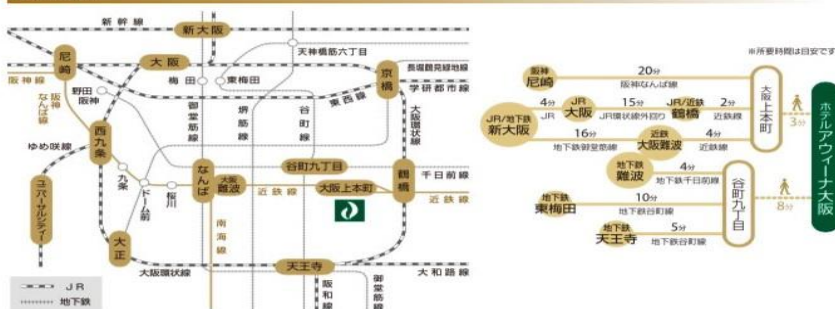 新幹線
新大阪
天神橋筋六丁目
尼崎
大阪
京橋
長堀鶴見緑地線
阪神線
梅田
東梅田
学研都市線
野田阪神
阪神なんば線
東西線
御堂筋線
堺筋線
谷町線
大阪環状線
西九条
ゆめ咲線
谷町九丁目
九条
ドーム前
桜川
なんば
大阪難波
近鉄線
大阪上本町
鶴橋
千日前線
近鉄線
ユニバーサルシティー
大正
南海線
大阪環状線
天王寺
大和路線
阪和線
御堂筋線
JR
地下鉄
※所要時間は目安です
阪神
尼崎
20分
阪神なんば線
JR/地下鉄
新大阪
4分
JR
JR
大阪
15分
JR環状線外回り
JR/近鉄
鶴橋
2分
近鉄線
16分
地下鉄御堂筋線
近鉄
大阪難波
4分
近鉄線
地下鉄
難波
4分
地下鉄千日前線
地下鉄
東梅田
10分
地下鉄谷町線
地下鉄
天王寺
5分
地下鉄谷町線
大阪上本町
3分
谷町九丁目
8分
ホテルアウィーナ大阪